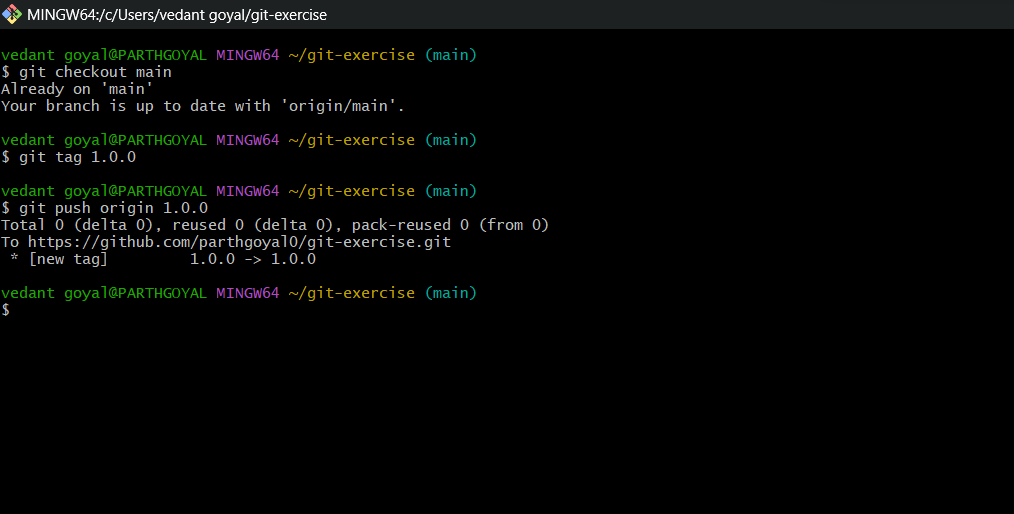 MINGW64:/c/Users/vedant goyal/git-exercise
vedant goyal@PARTHGOYAL MINGW64 ~/git-exercise (main)
$ git checkout main
Already on 'main'
Your branch is up to date with 'origin/main'.
vedant goyal@PARTHGOYAL MINGW64 ~/git-exercise (main)
$ git tag 1.0.0
vedant goyal@PARTHGOYAL MINGW64 ~/git-exercise (main)
$ git push origin 1.0.0
Total 0 (delta 0), reused 0 (delta 0), pack-reused 0 (from 0)
To https://github.com/parthgoyal0/git-exercise.git
 * [new tag]         1.0.0 -> 1.0.0
vedant goyal@PARTHGOYAL MINGW64 ~/git-exercise (main)
$